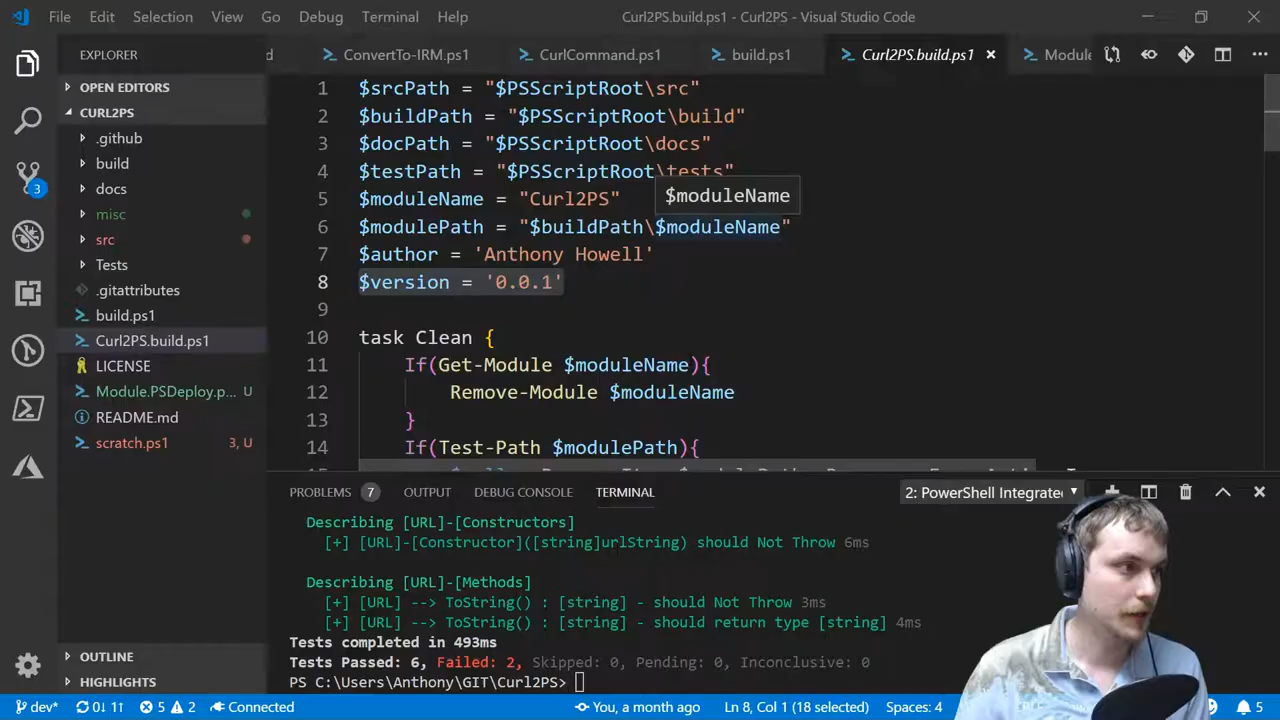 File Edit Selection View Go Debug Terminal Help
Curl2PS.build.ps1 - Curl2PS - Visual Studio Code
EXPLORER
d ConvertTo-IRM.ps1 CurlCommand.ps1 build.ps1 Curl2PS.build.ps1 Module
OPEN EDITORS
CURL2PS
.github
build
docs
misc
src
Tests
.gitattributes
build.ps1
Curl2PS.build.ps1
LICENSE
Module.PSDeploy.p... U
README.md
scratch.ps1 3, U
OUTLINE
HIGHLIGHTS
3
1 $srcPath = "$PSScriptRoot\src"
2 $buildPath = "$PSScriptRoot\build"
3 $docPath = "$PSScriptRoot\docs"
4 $testPath = "$PSScriptRoot\tests"
5 $moduleName = "Curl2PS"
$moduleName
6 $modulePath = "$buildPath\$moduleName"
7 $author = 'Anthony Howell'
8 $version = '0.0.1'
9
10 task Clean {
11 If(Get-Module $moduleName){
12 Remove-Module $moduleName
13 }
14 If(Test-Path $modulePath){
15
PROBLEMS 7 OUTPUT DEBUG CONSOLE TERMINAL 2: PowerShell Integrate
Describing [URL]-[Constructors]
[+] [URL]-[Constructor]([string]urlString) should Not Throw 6ms
Describing [URL]-[Methods]
[+] [URL] --> ToString() : [string] - should Not Throw 3ms
[+] [URL] --> ToString() : [string] - should return type [string] 4ms
Tests completed in 493ms
Tests Passed: 6, Failed: 2, Skipped: 0, Pending: 0, Inconclusive: 0
PS C:\Users\Anthony\GIT\Curl2PS>
dev* 0↓ 1↑ 5 2 Connected You, a month ago Ln 8, Col 1 (18 selected) Spaces: 4 5